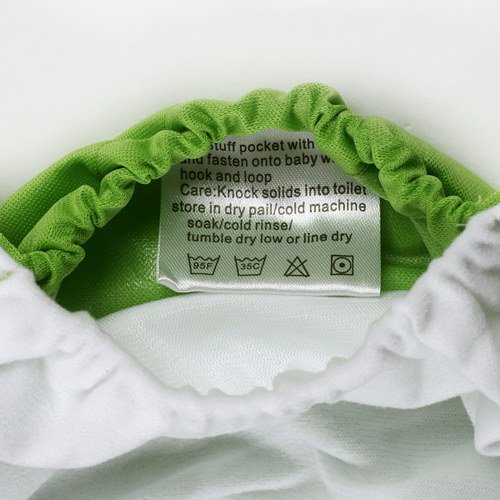 stuff pocket with
and fasten onto baby w
hook and loop
Care:Knock solids into toilet
store in dry pail/cold machine
soak/cold rinse/
tumble dry low or line dry
95F 35C